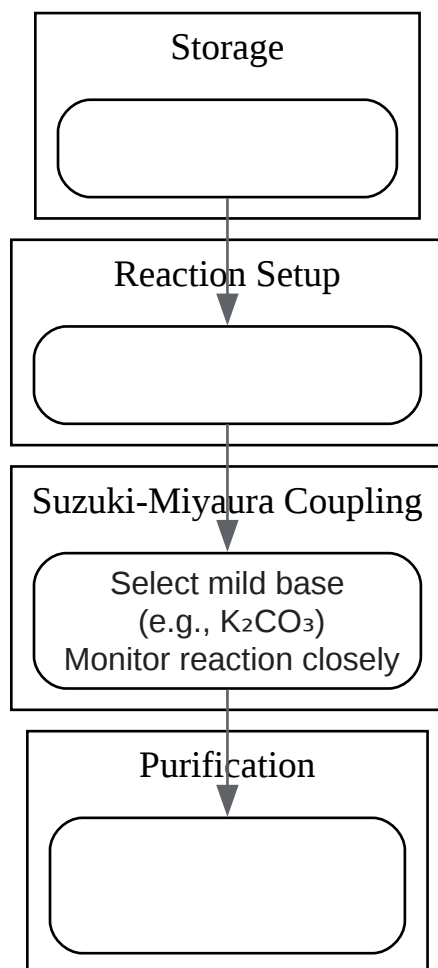 Storage
Reaction Setup
Suzuki-Miyaura Coupling
Select mild base
(e.g., K₂CO₃)
Monitor reaction closely
Purification